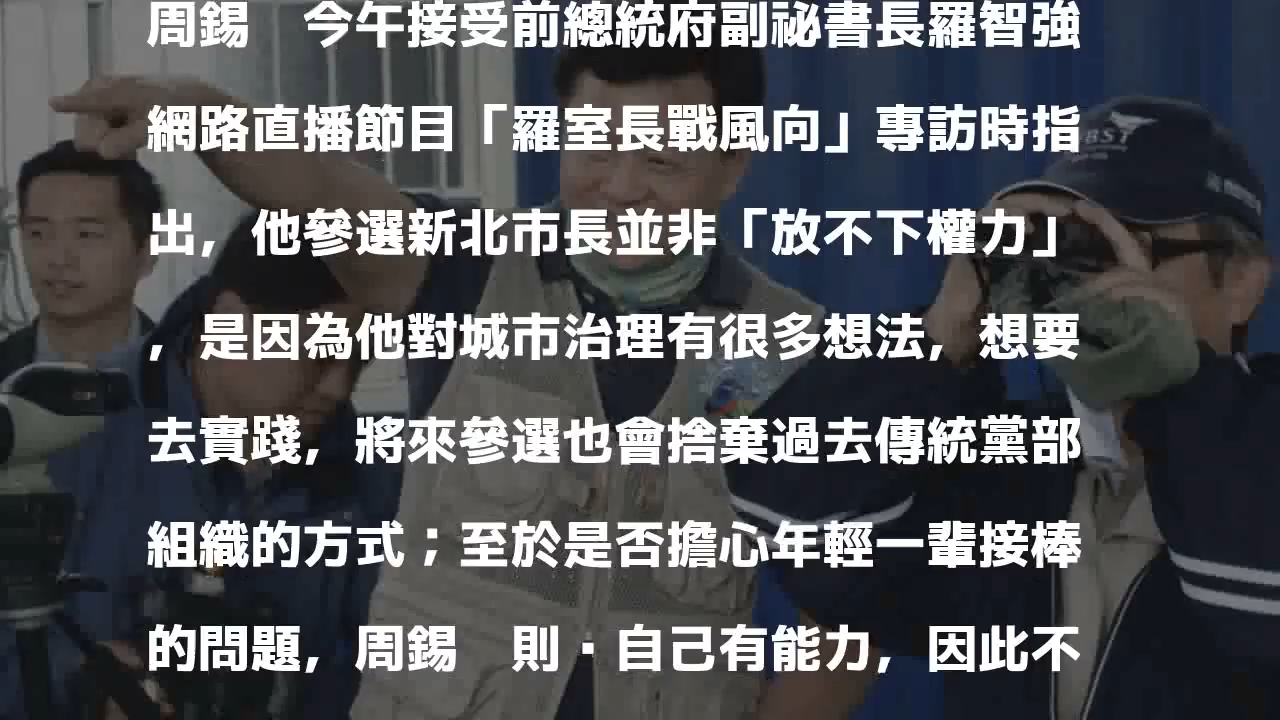 周錫　今午接受前總統府副祕書長羅智強
網路直播節目「羅室長戰風向」專訪時指
出，他參選新北市長並非「放不下權力」
，是因為他對城市治理有很多想法，想要
去實踐，將來參選也會捨棄過去傳統黨部
組織的方式；至於是否擔心年輕一輩接棒
的問題，周錫　則・自己有能力，因此不
BST